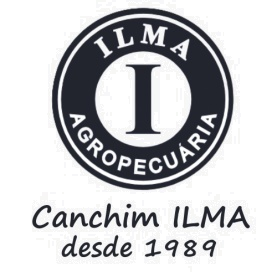 ILMA
I
AGROPECUÁRIA
Canchim ILMA
desde 1989